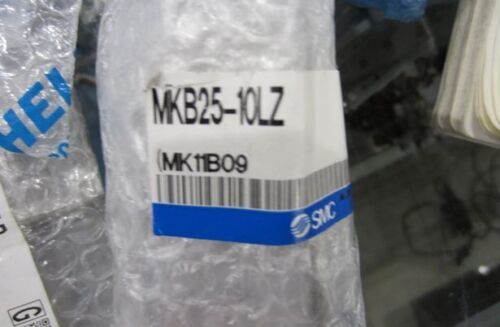 MKB25-10LZ
(MK11B09
SMC
HEN
G